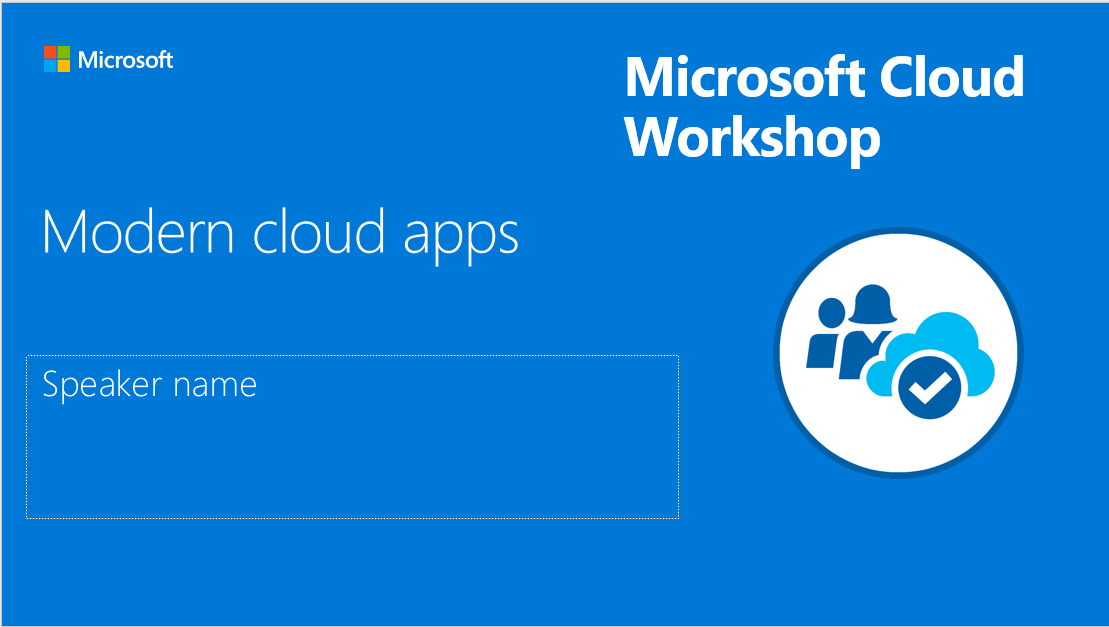 Microsoft
Microsoft Cloud
Workshop
Modern cloud apps
Speaker name